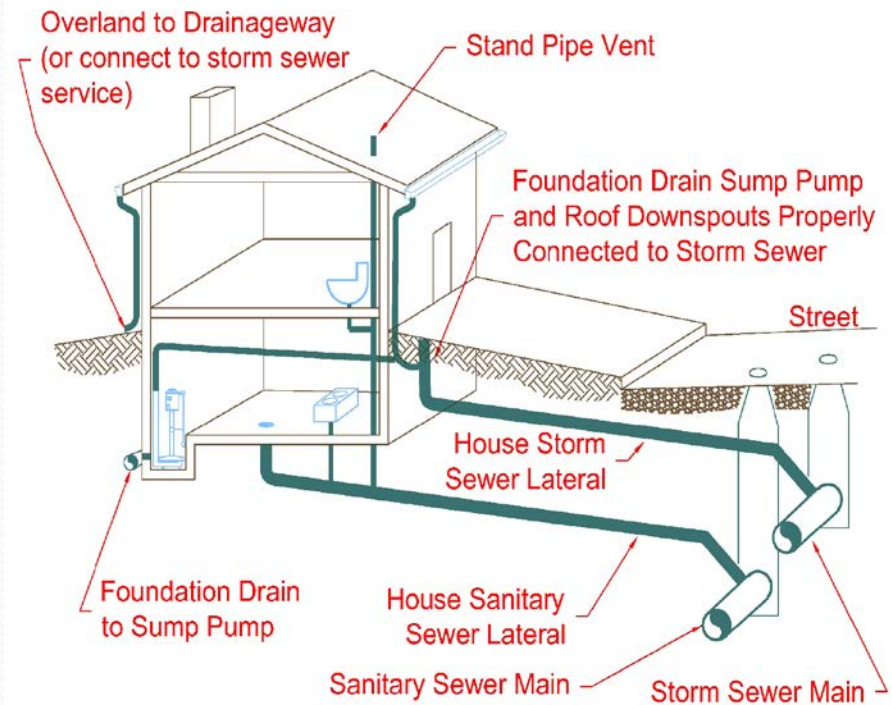 Overland to Drainageway
(or connect to storm sewer
service)
Stand Pipe Vent
Foundation Drain Sump Pump
and Roof Downspouts Properly
Connected to Storm Sewer
Street
House Storm
Sewer Lateral
Foundation Drain
to Sump Pump
House Sanitary
Sewer Lateral
Sanitary Sewer Main
Storm Sewer Main